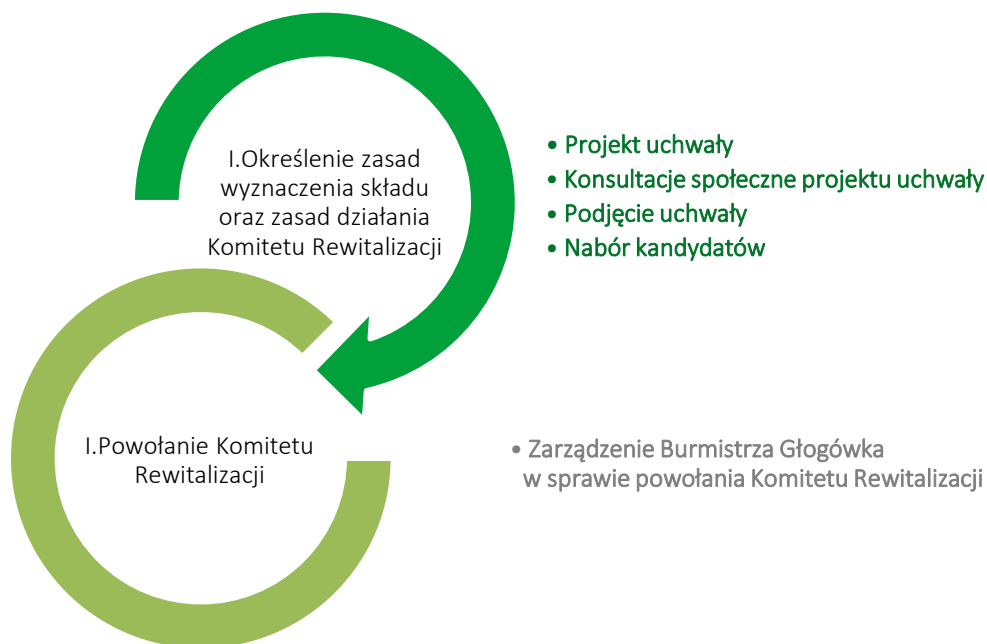 I.Określenie zasad
wyznaczenia składu
oraz zasad działania
Komitetu Rewitalizacji
• Projekt uchwały
• Konsultacje społeczne projektu uchwały
• Podjęcie uchwały
• Nabór kandydatów
I.Powołanie Komitetu
Rewitalizacji
• Zarządzenie Burmistrza Głogówka
w sprawie powołania Komitetu Rewitalizacji